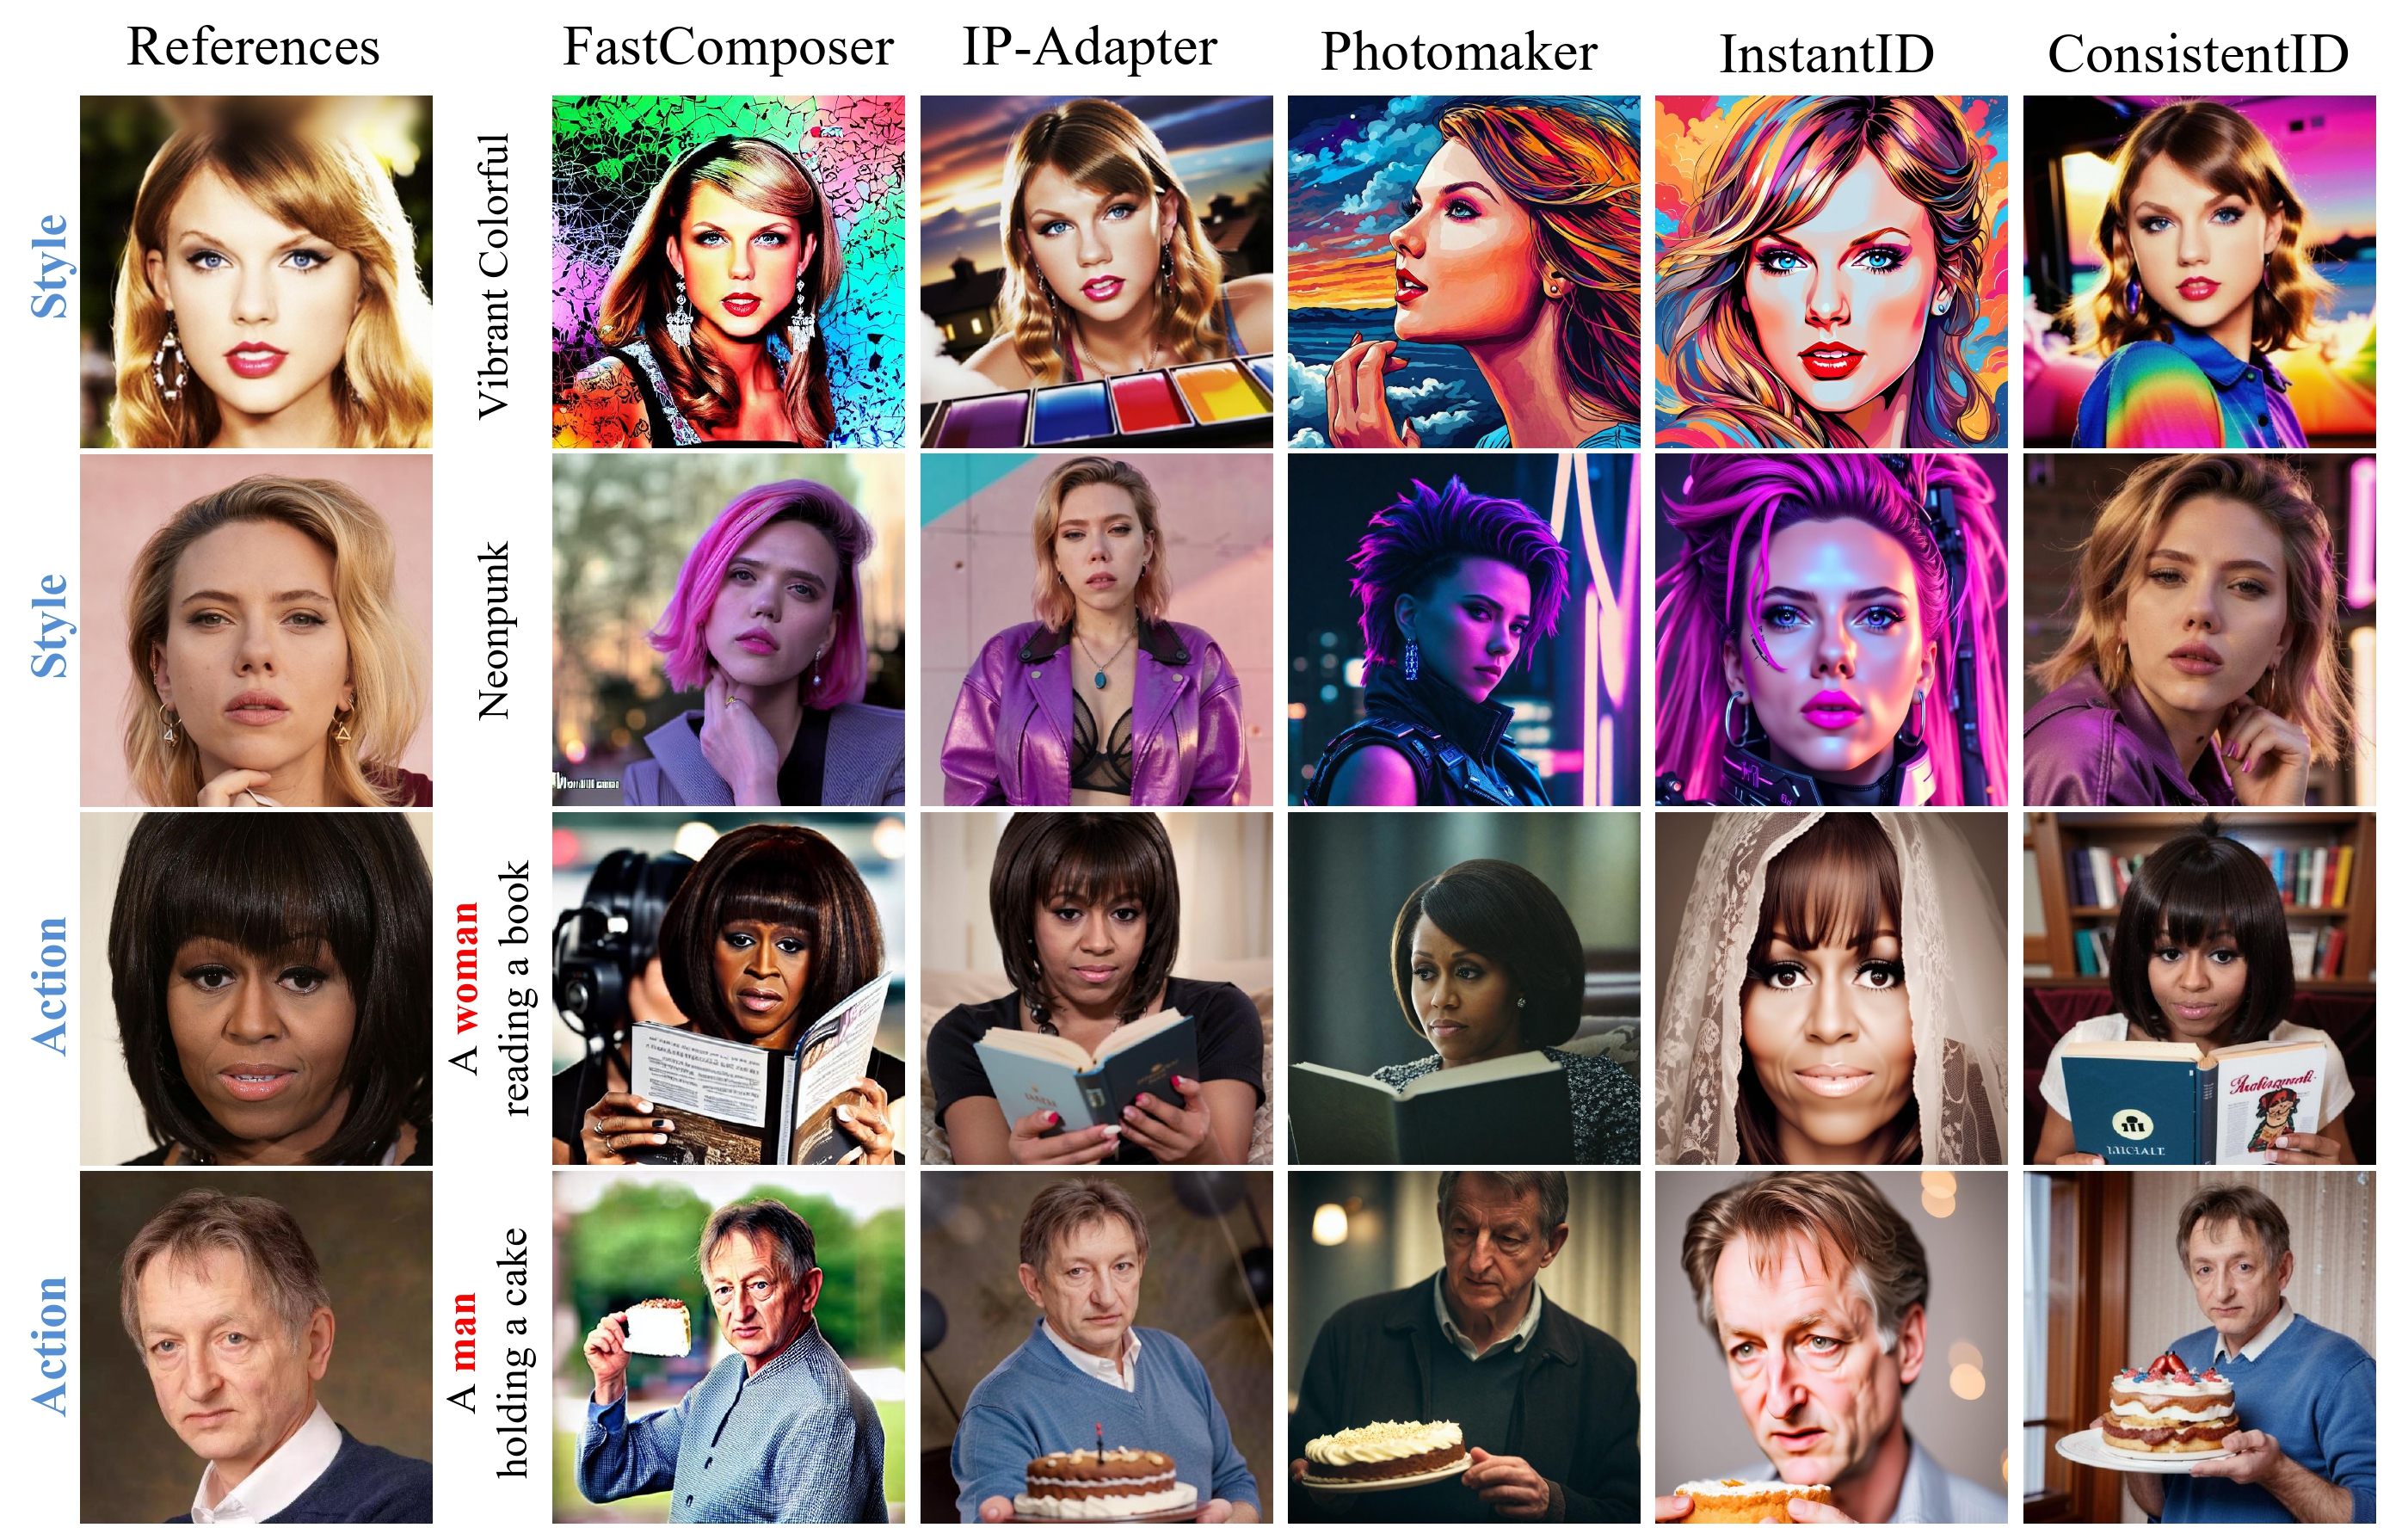 References
FastComposer
IP-Adapter
Photomaker
InstantID
ConsistentID
Style
Vibrant Colorful
Style
Neonpunk
Action
A woman
reading a book
Action
A man
holding a cake